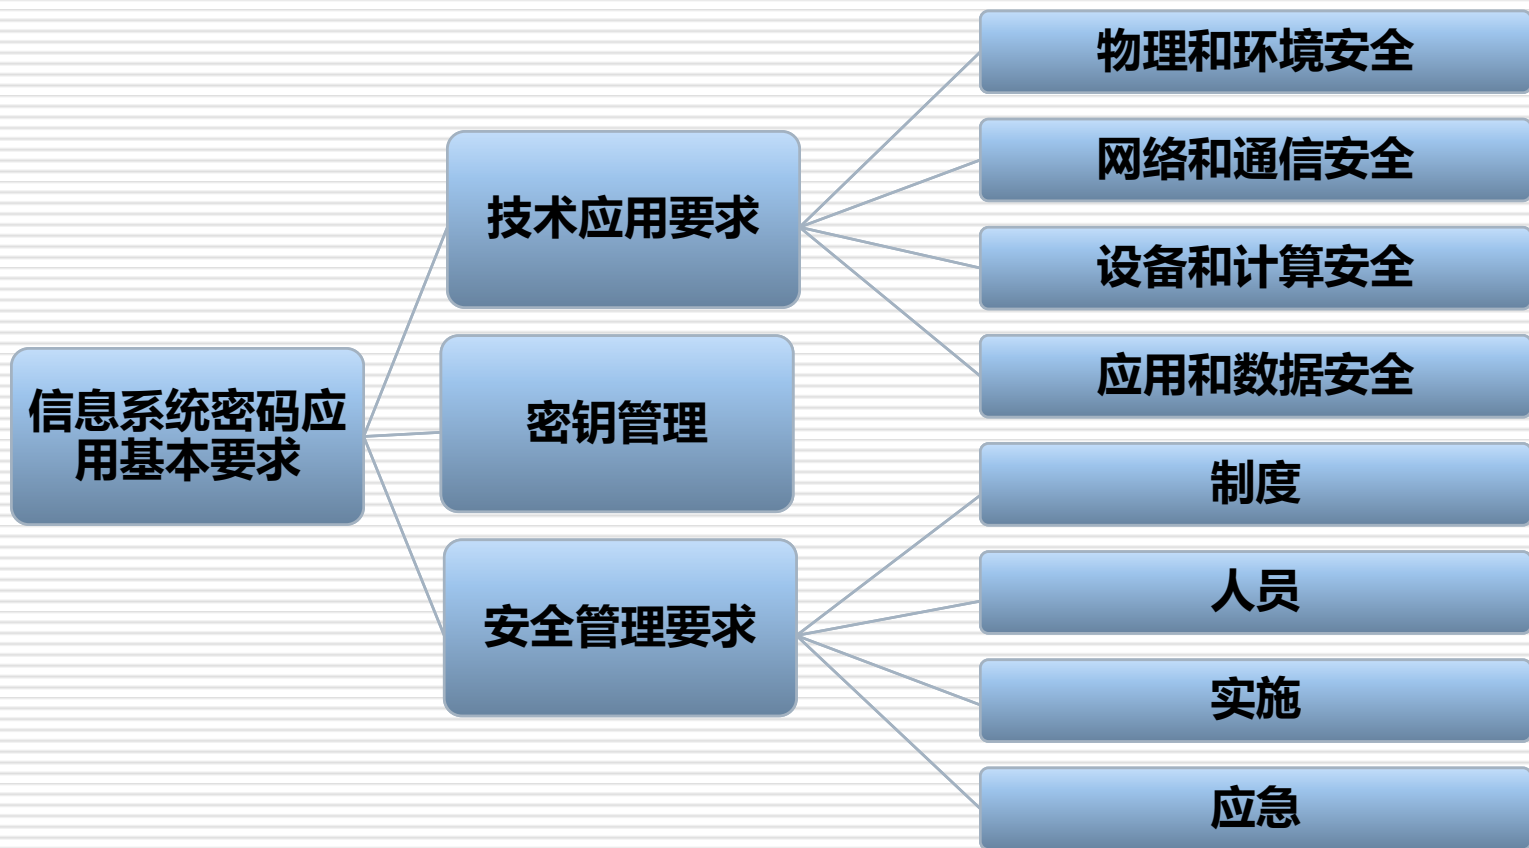 信息系统密码应
用基本要求
技术应用要求
密钥管理
安全管理要求
物理和环境安全
网络和通信安全
设备和计算安全
应用和数据安全
制度
人员
实施
应急